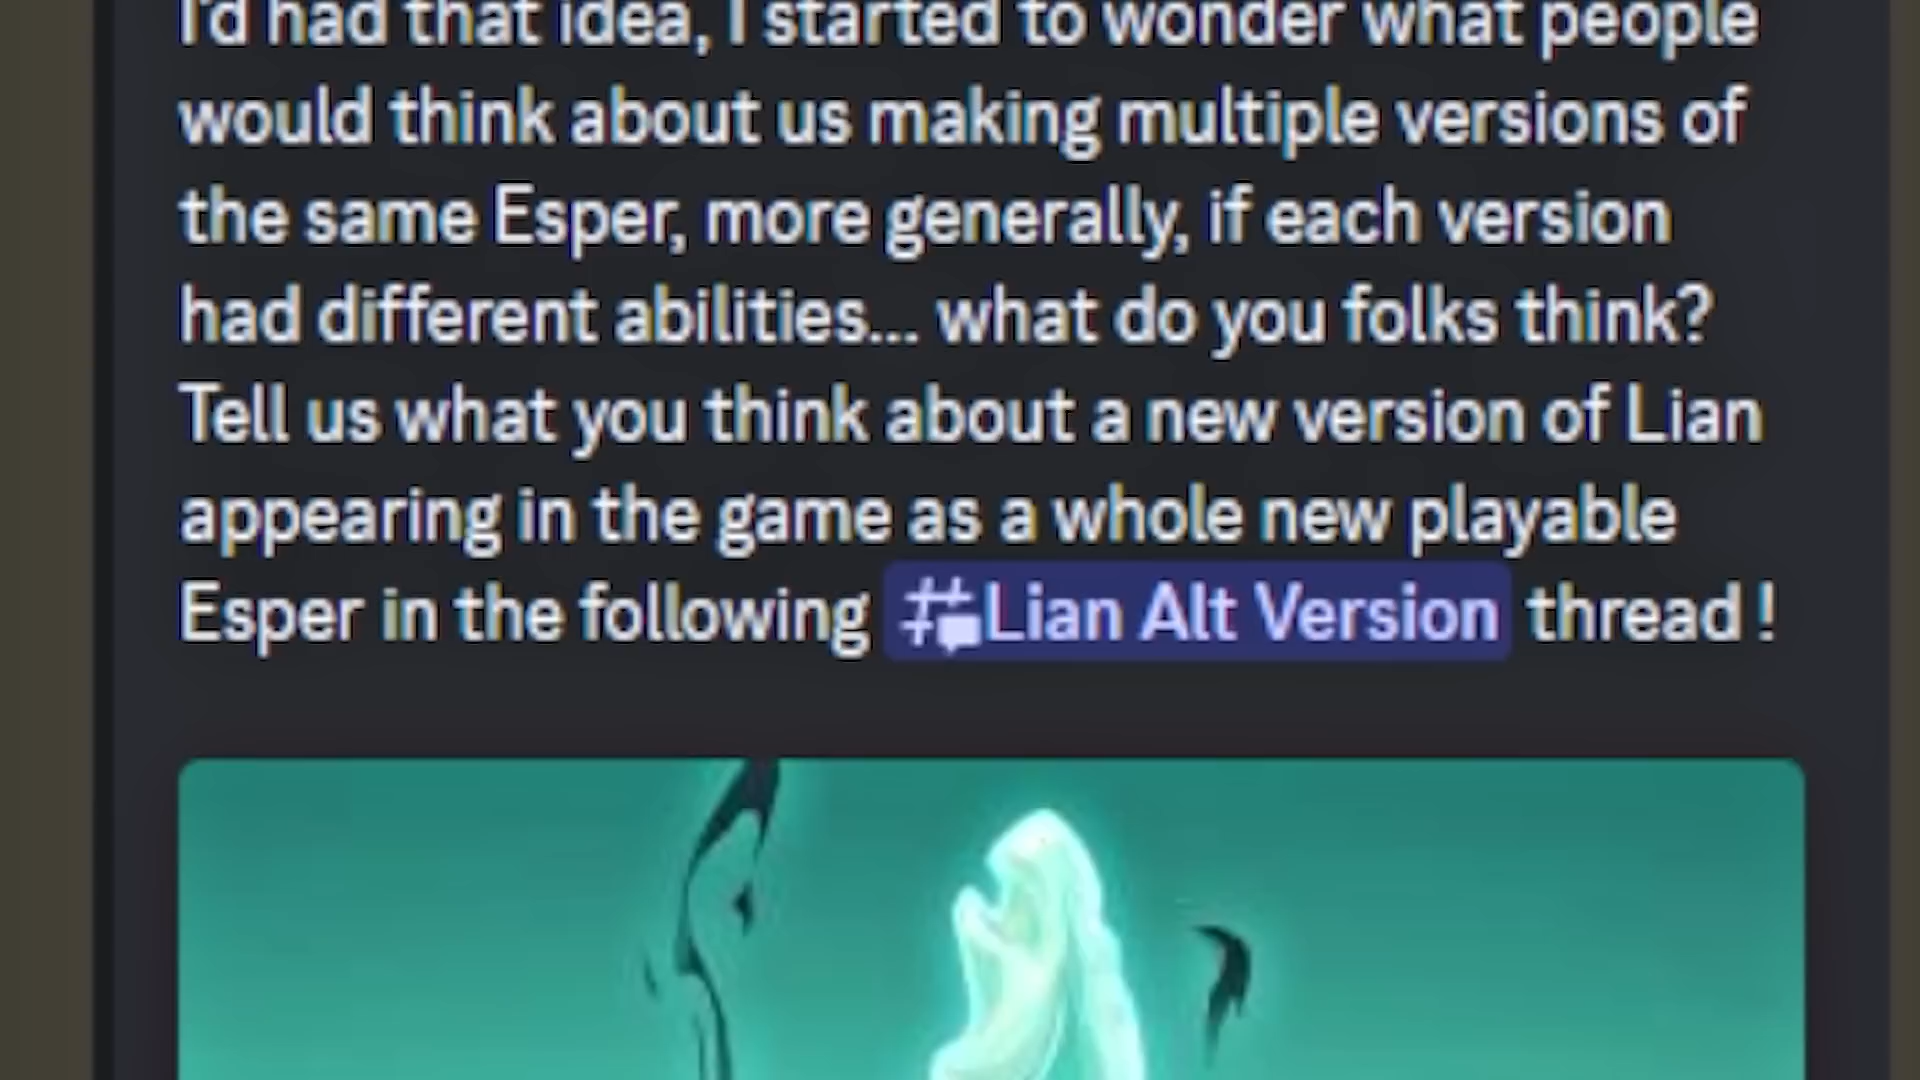 I'd had that idea, I started to wonder what people
would think about us making multiple versions of
the same Esper, more generally, if each version
had different abilities... what do you folks think?
Tell us what you think about a new version of Lian
appearing in the game as a whole new playable
Esper in the following #Lian Alt Version thread !